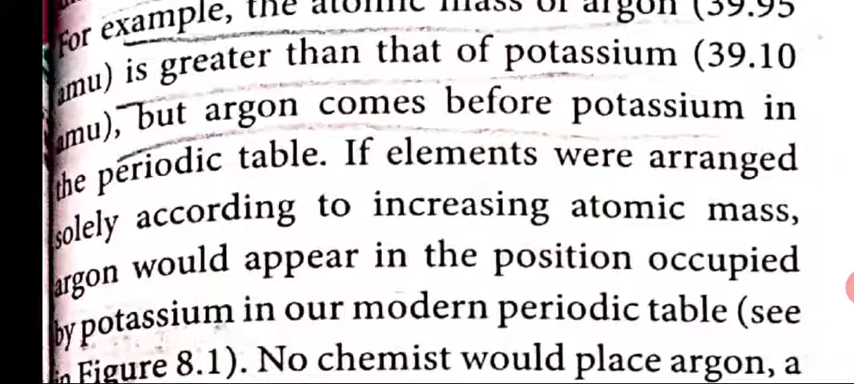 For example, the atomic mass of argon (39.95
amu) is greater than that of potassium (39.10
amu), but argon comes before potassium in
the periodic table. If elements were arranged
solely according to increasing atomic mass,
argon would appear in the position occupied
by potassium in our modern periodic table (see
in Figure 8.1). No chemist would place argon, a